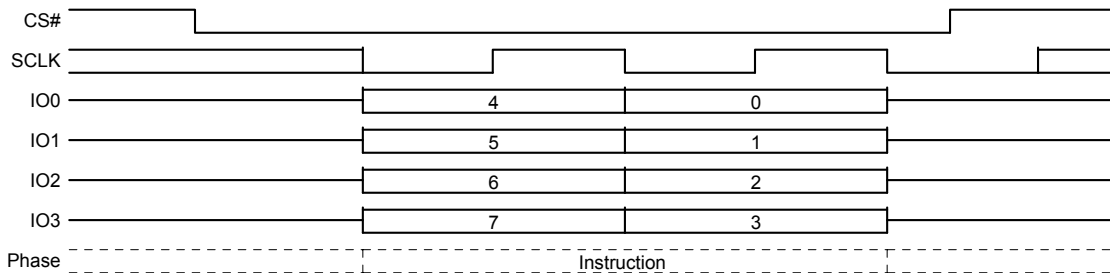 CS#
SCLK
IO0 4 0
IO1 5 1
IO2 6 2
IO3 7 3
Phase Instruction